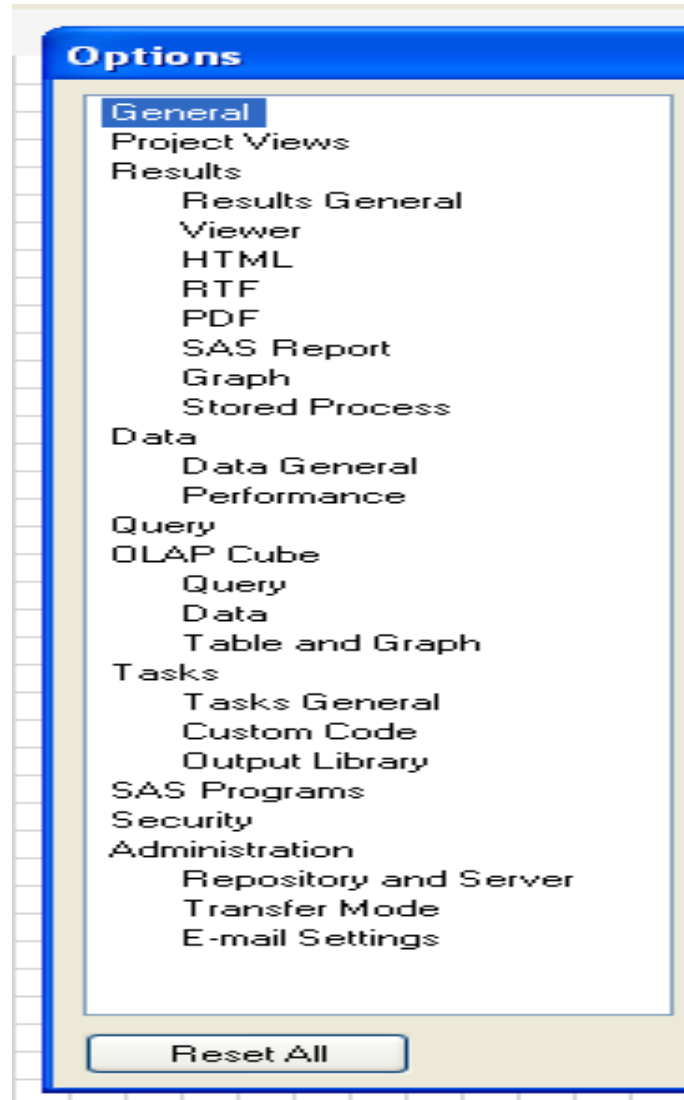 Options
General
Project Views
Results
Results General
Viewer
HTML
RTF
PDF
SAS Report
Graph
Stored Process
Data
Data General
Performance
Query
OLAP Cube
Query
Data
Table and Graph
Tasks
Tasks General
Custom Code
Output Library
SAS Programs
Security
Administration
Repository and Server
Transfer Mode
E-mail Settings
Reset All